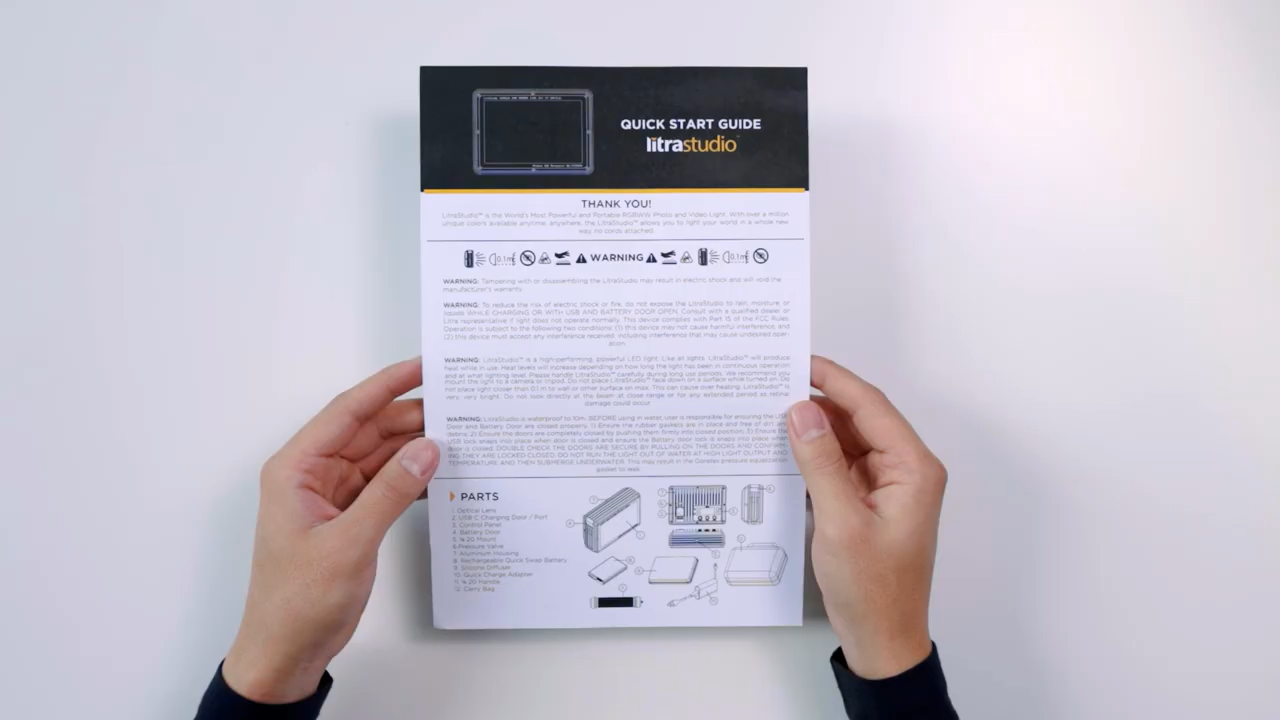 QUICK START GUIDE
litrastudio™
THANK YOU!
LitraStudio™ is the World's Most Powerful and Portable RGBWW Photo and Video Light. With over a million
unique colors available anytime, anywhere, the LitraStudio™ allows you to light your world in a whole new
way no cords attached.
0.1m WARNING 0.1m
WARNING: Tampering with or disassembling the LitraStudio may result in electric shock and will void the
manufacturer's warranty.
WARNING: To reduce the risk of electric shock or fire, do not expose the LitraStudio to rain, moisture, or
liquids WHILE CHARGING OR WITH USB AND BATTERY DOOR OPEN. Consult with a qualified dealer or
Litra representative if light does not operate normally. This device complies with Part 15 of the FCC Rules.
Operation is subject to the following two conditions: (1) this device may not cause harmful interference, and
(2) this device must accept any interference received, including interference that may cause undesired oper-
ation.
WARNING: LitraStudio™ is a high-performing, powerful LED light. Like all lights, LitraStudio™ will produce
heat while in use. Heat levels will increase depending on how long the light has been in continuous operation
and at what lighting level. Please handle LitraStudio™ carefully during long use periods. We recommend you
mount the light to a camera or tripod. Do not place LitraStudio™ face down on a surface while turned on. Do
not place light closer than 0.1 m to wall or other surface on max. This can cause over heating. LitraStudio™ is
very, very bright. Do not look directly at the beam at close range or for any extended period as retinal
damage could occur.
WARNING: LitraStudio is waterproof to 10m. BEFORE using in water, user is responsible for ensuring the USB
Door and Battery Door are closed properly. 1) Ensure the rubber gaskets are in place and free of dirt and
debris. 2) Ensure the doors are completely closed by pushing them firmly into closed position. 3) Ensure the
USB lock snaps into place when door is closed and ensure the Battery door lock is snaps into place when
door is closed. DOUBLE CHECK THE DOORS ARE SECURE BY PULLING ON THE DOORS AND CONFIRM-
ING THEY ARE LOCKED CLOSED. DO NOT RUN THE LIGHT OUT OF WATER AT HIGH LIGHT OUTPUT AND
TEMPERATURE AND THEN SUBMERGE UNDERWATER. This may result in the Goretex pressure equalization
gasket to leak.
PARTS
1. Optical Lens
2. USB C Charging Door / Port
3. Control Panel
4. Battery Door
5. ¼ 20 Mount
6. Pressure Valve
7. Aluminum Housing
8. Rechargeable Quick Swap Battery
9. Silicone Diffuser
10. Quick Charge Adapter
11. ¼ 20 Handle
12. Carry Bag